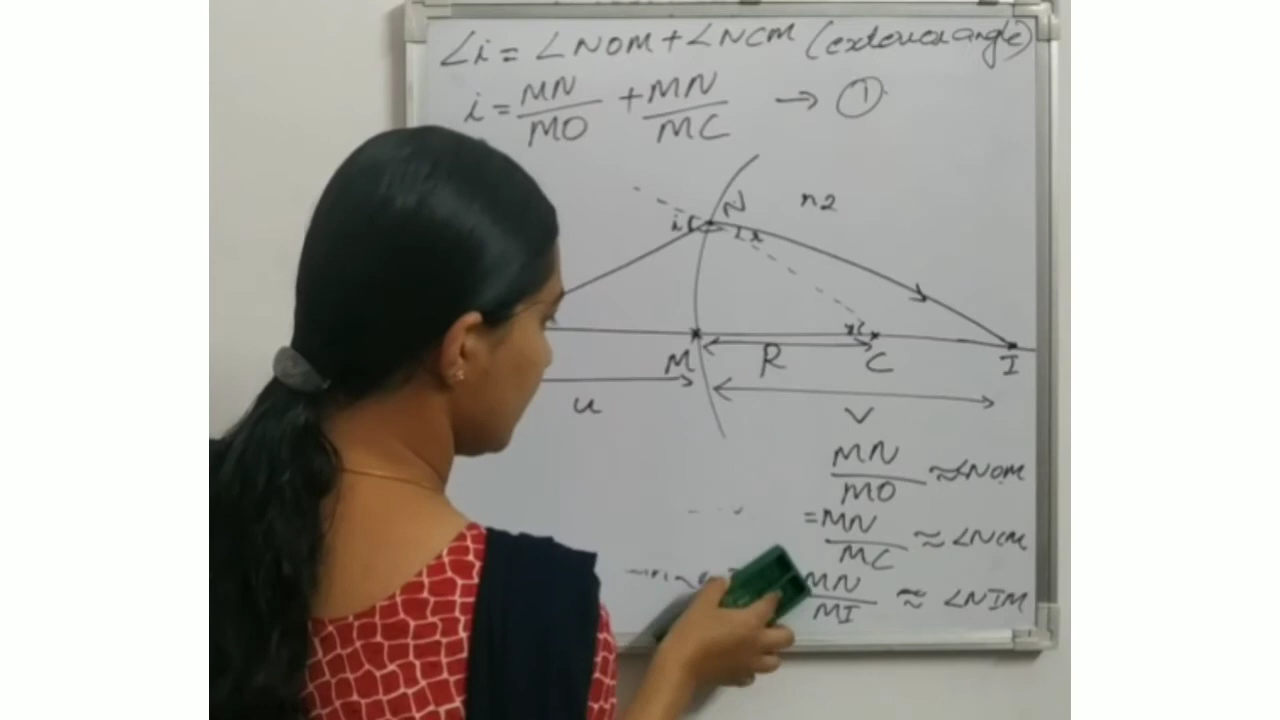 ∠i = ∠NOM + ∠NCM (exterior angle)
i = MN/MO + MN/MC → ①
N n2
i r
M R C I
u
V
MN/MO ≈ ∠NOM
= MN/MC ≈ ∠NCM
MN/MI ≈ ∠NIM